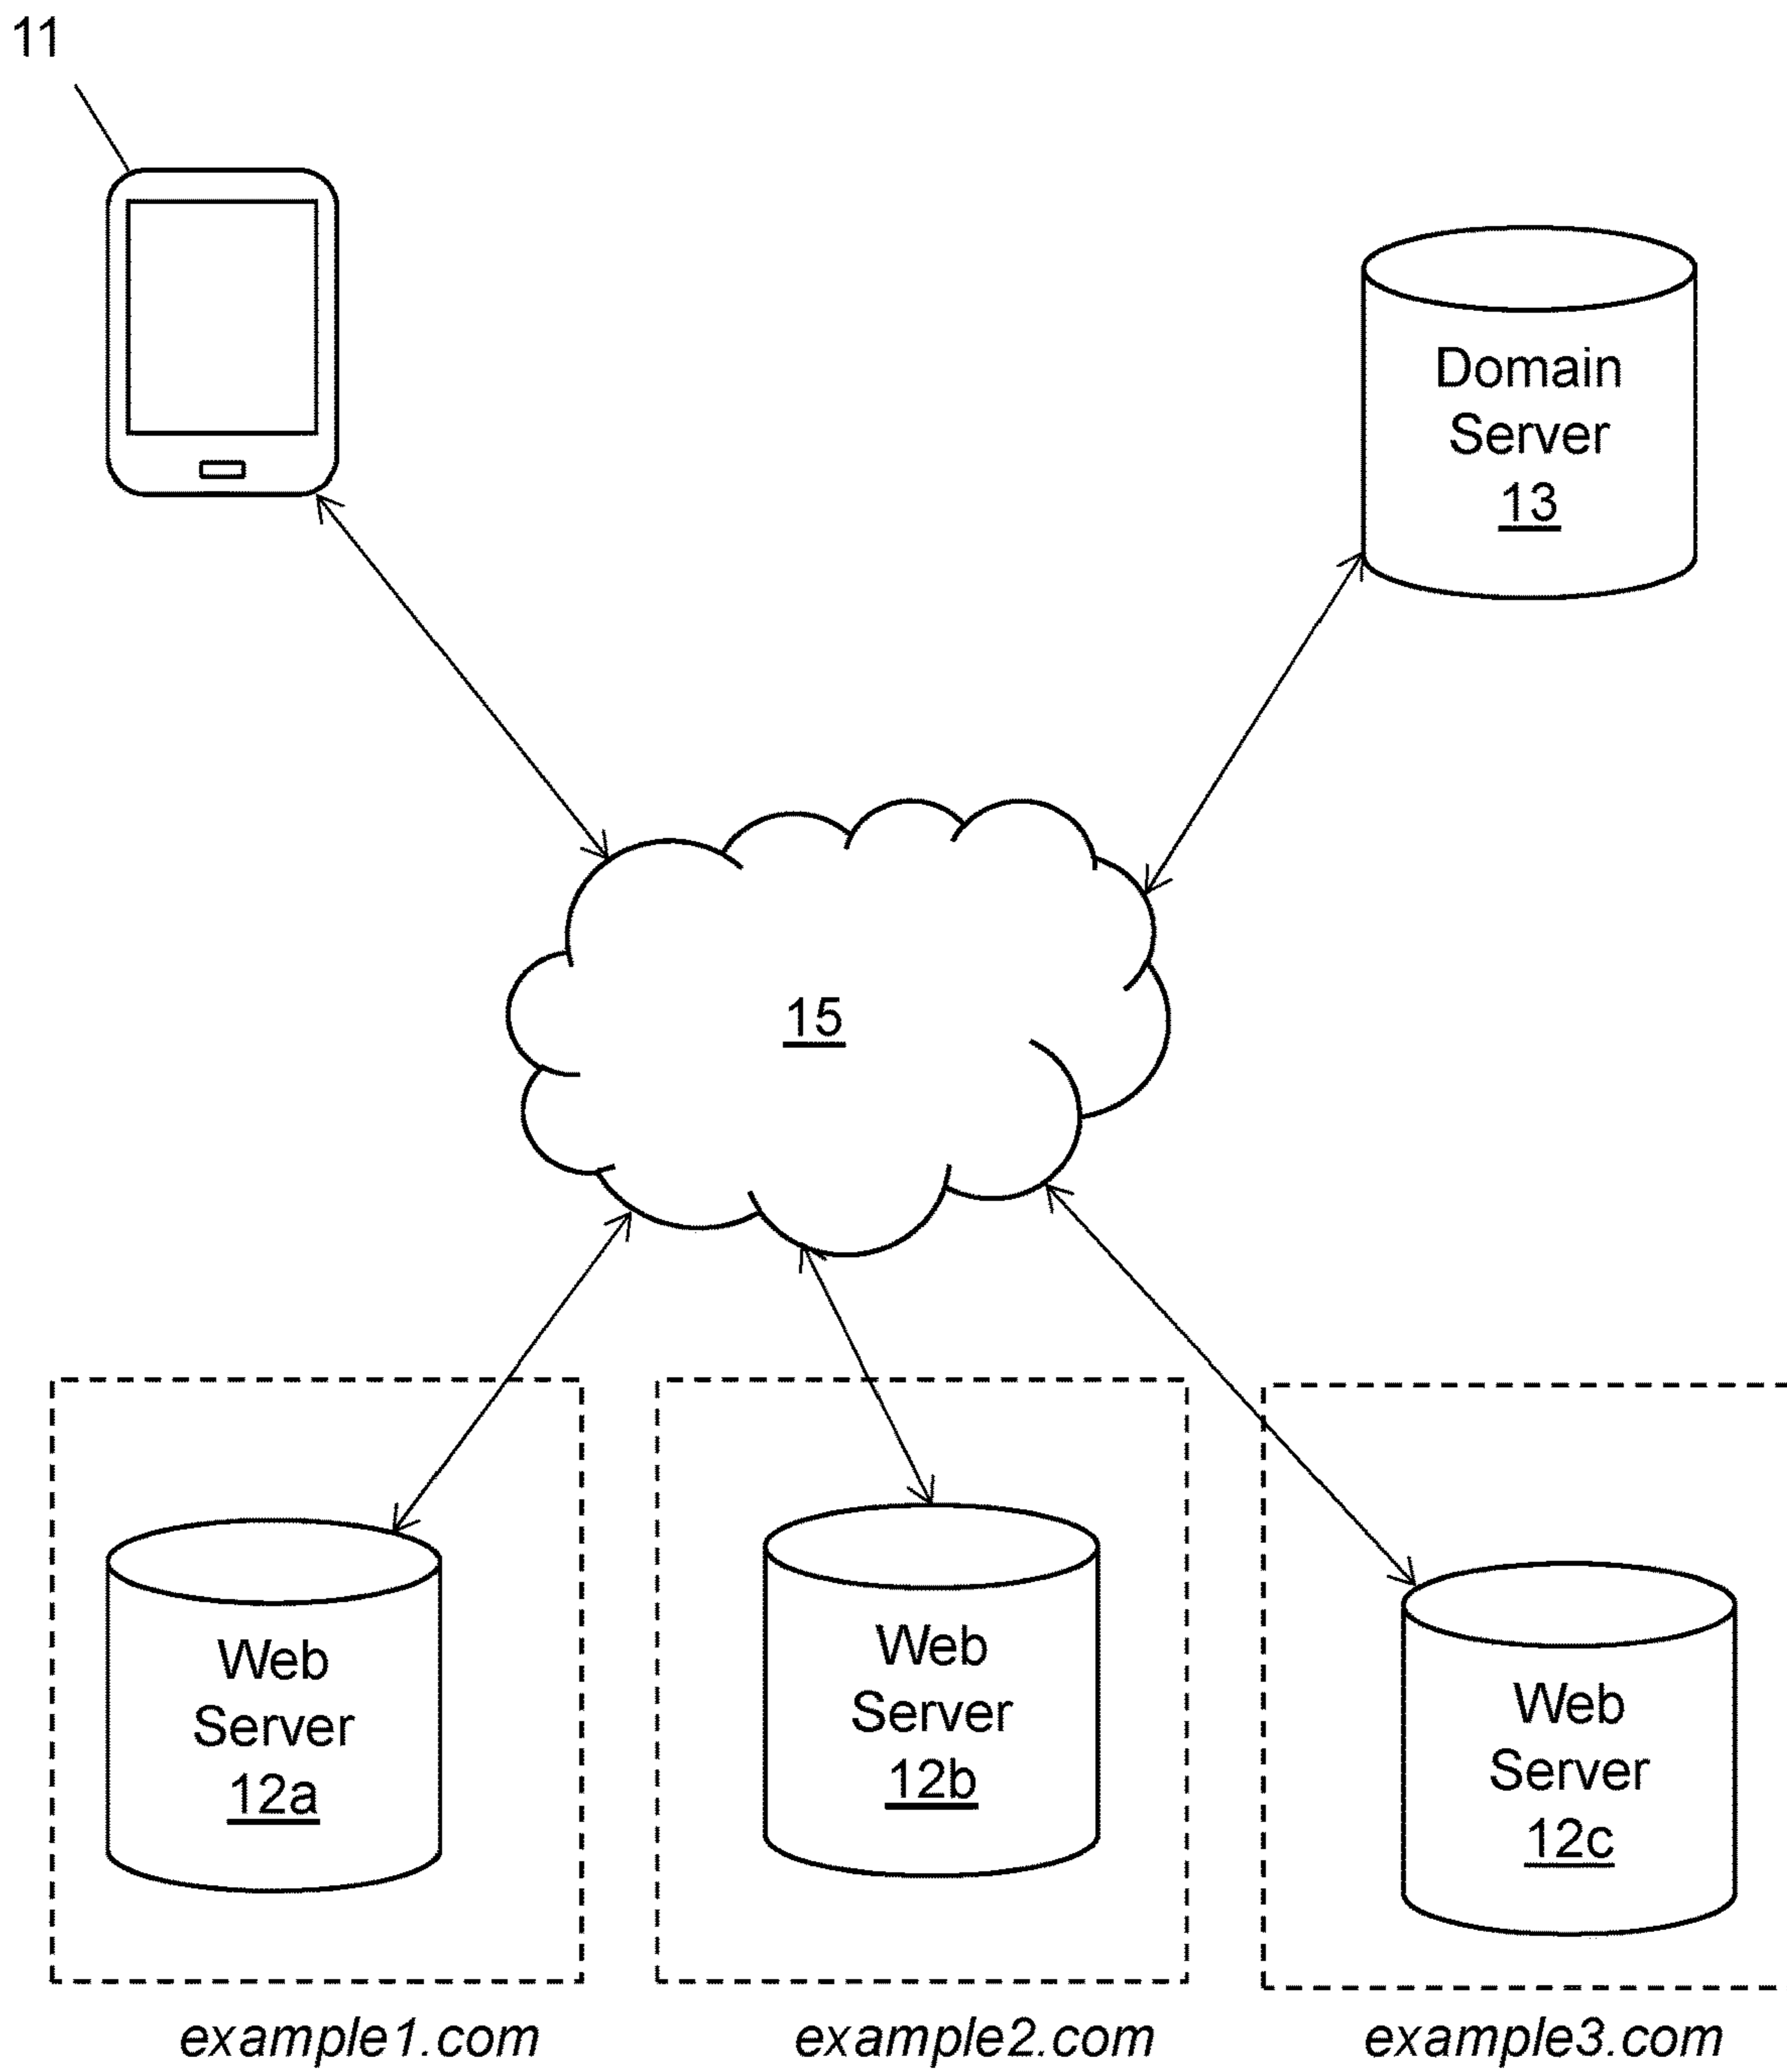 11
Domain
Server
13
15
Web
Server
12a
Web
Server
12b
Web
Server
12c
example1.com
example2.com
example3.com